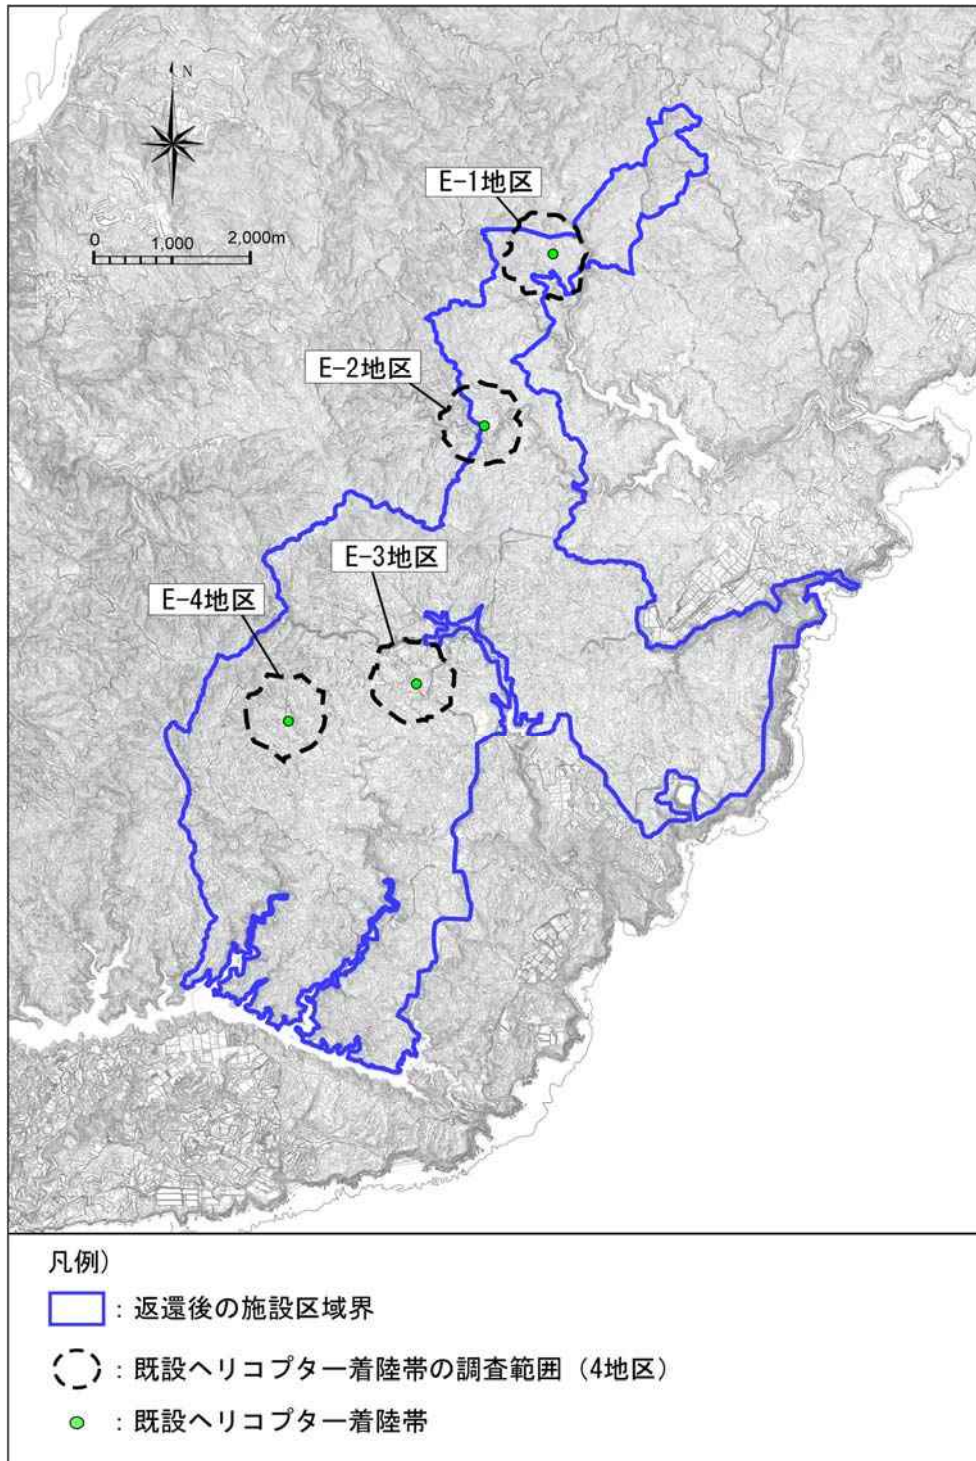 N
0 1,000 2,000m
E-1地区
E-2地区
E-3地区
E-4地区
凡例)
：返還後の施設区域界
：既設ヘリコプター着陸帯の調査範囲（4地区）
：既設ヘリコプター着陸帯